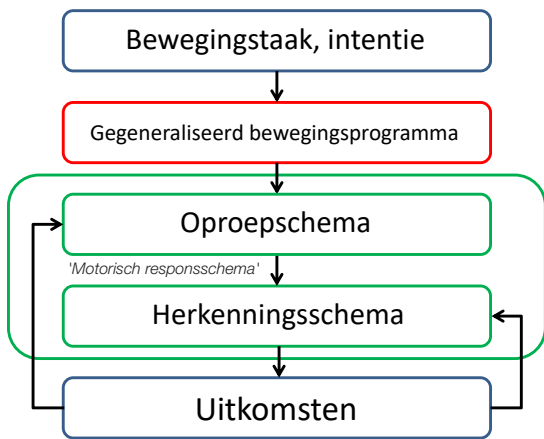 Bewegingstaak, intentie
Gegeneraliseerd bewegingsprogramma
Oproepschema
'Motorisch responsschema'
Herkenningsschema
Uitkomsten